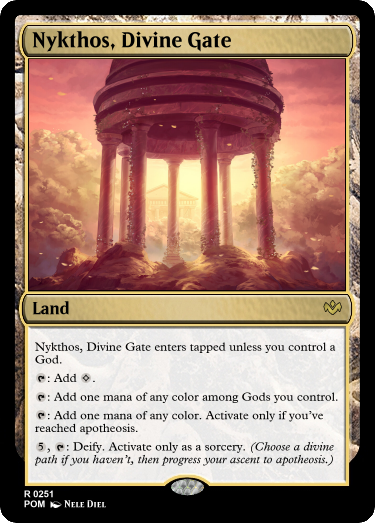 Nykthos, Divine Gate
Land
Nykthos, Divine Gate enters tapped unless you control a
God.
: Add .
: Add one mana of any color among Gods you control.
: Add one mana of any color. Activate only if you've
reached apotheosis.
5, : Deify. Activate only as a sorcery. (Choose a divine
path if you haven't, then progress your ascent to apotheosis.)
R 0251
POM Nele Diel